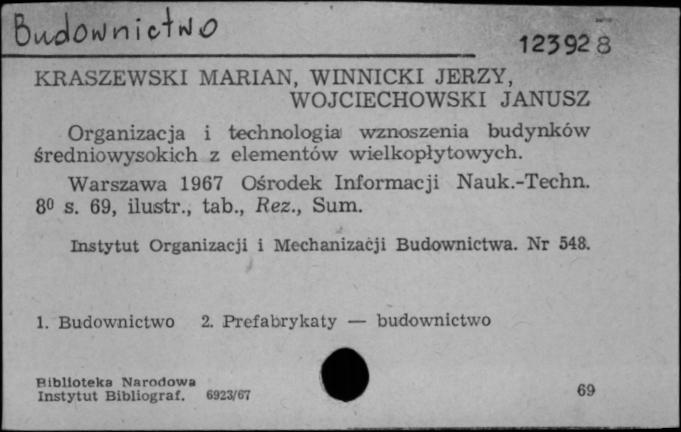 Budownictwo
123928
KRASZEWSKI MARIAN, WINNICKI JERZY,
WOJCIECHOWSKI JANUSZ
Organizacja i technologia wznoszenia budynków
średniowysokich z elementów wielkopłytowych.
Warszawa 1967 Ośrodek Informacji Nauk.-Techn.
8⁰ s. 69, ilustr., tab., Rez., Sum.
Instytut Organizacji i Mechanizacji Budownictwa. Nr 548.
1. Budownictwo 2. Prefabrykaty — budownictwo
Biblioteka Narodowa
Instytut Bibliograf. 6923/67
69